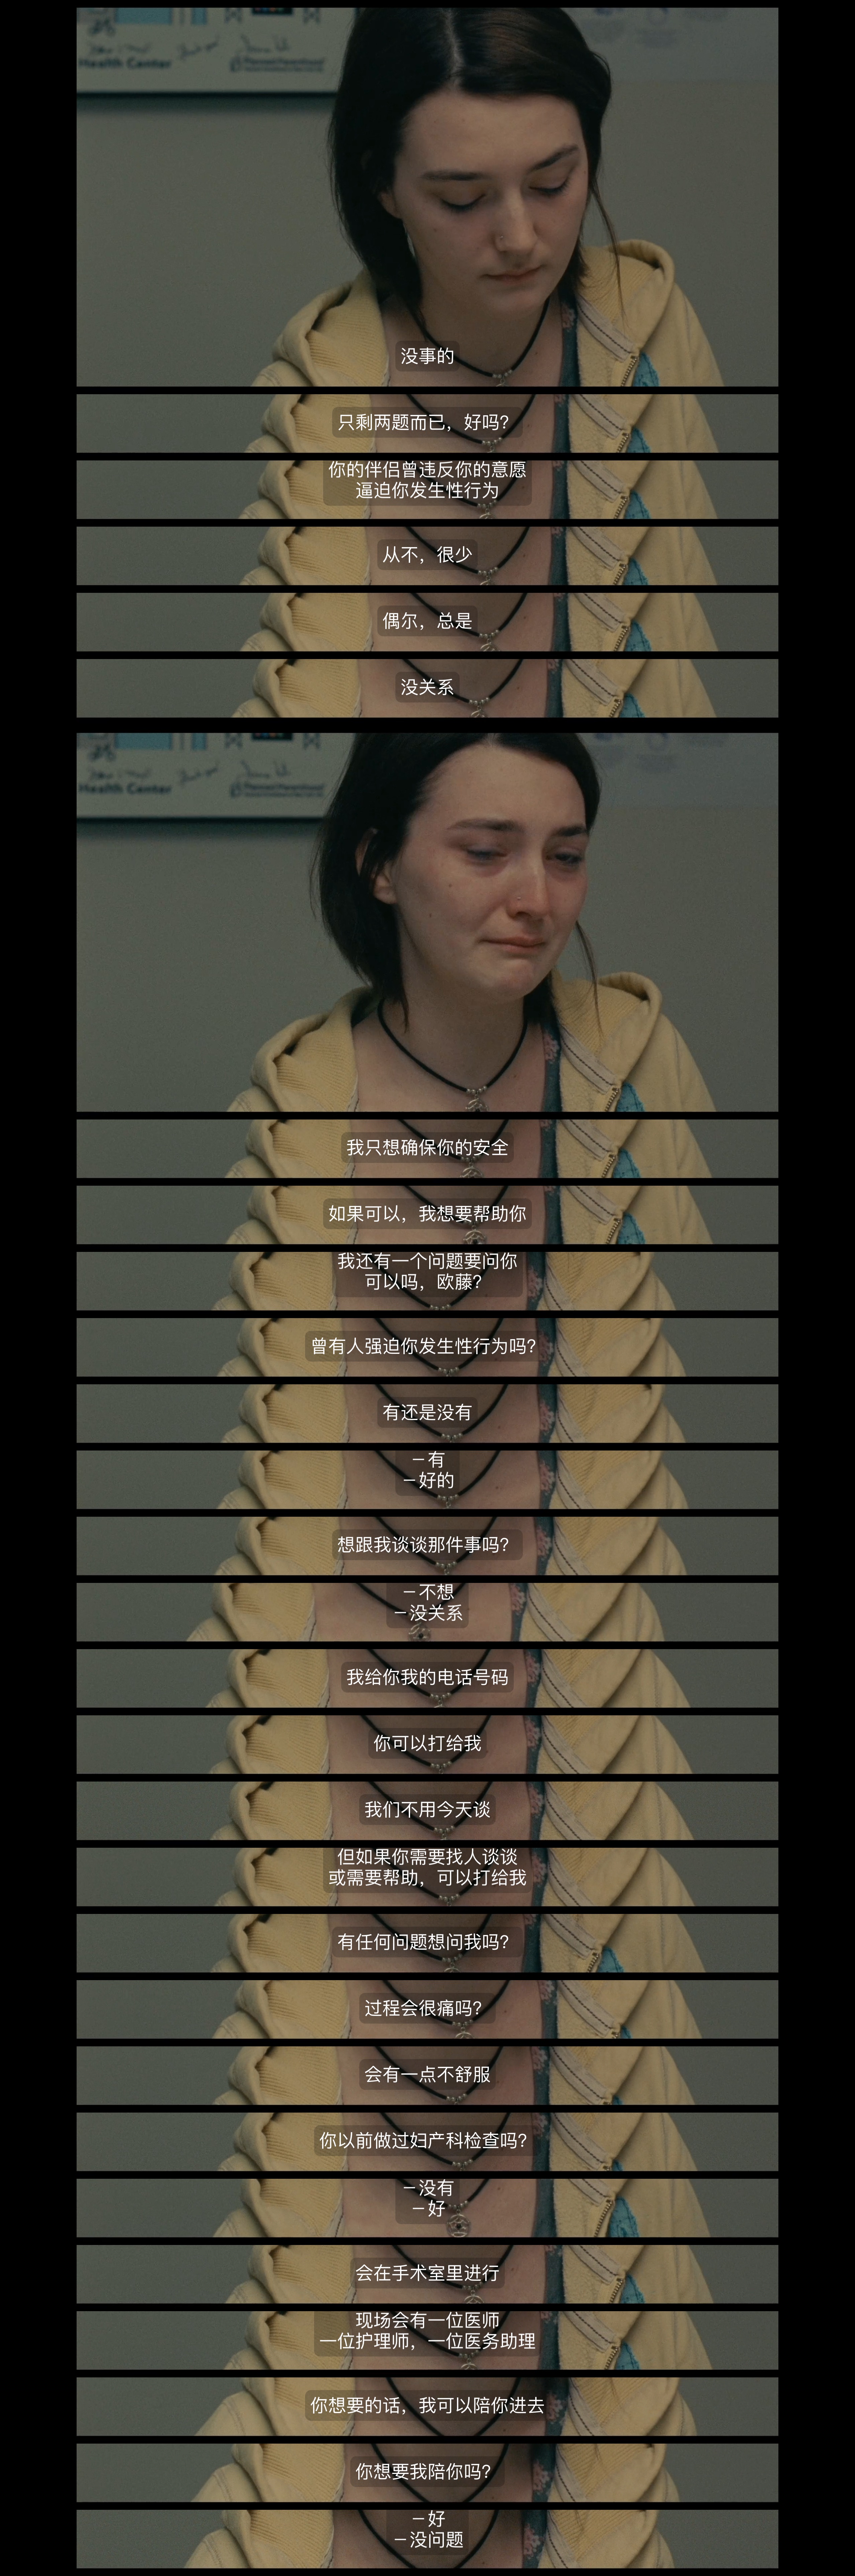 Health Center
Planned Parenthood
没事的
只剩两题而已，好吗？
你的伴侣曾违反你的意愿
逼迫你发生性行为
从不，很少
偶尔，总是
没关系
Health Center
Planned Parenthood
我只想确保你的安全
如果可以，我想要帮助你
我还有一个问题要问你
可以吗，欧藤？
曾有人强迫你发生性行为吗？
有还是没有
－有
－好的
想跟我谈谈那件事吗？
－不想
－没关系
我给你我的电话号码
你可以打给我
我们不用今天谈
但如果你需要找人谈谈
或需要帮助，可以打给我
有任何问题想问我吗？
过程会很痛吗？
会有一点不舒服
你以前做过妇产科检查吗？
－没有
－好
会在手术室里进行
现场会有一位医师
一位护理师，一位医务助理
你想要的话，我可以陪你进去
你想要我陪你吗？
－好
－没问题